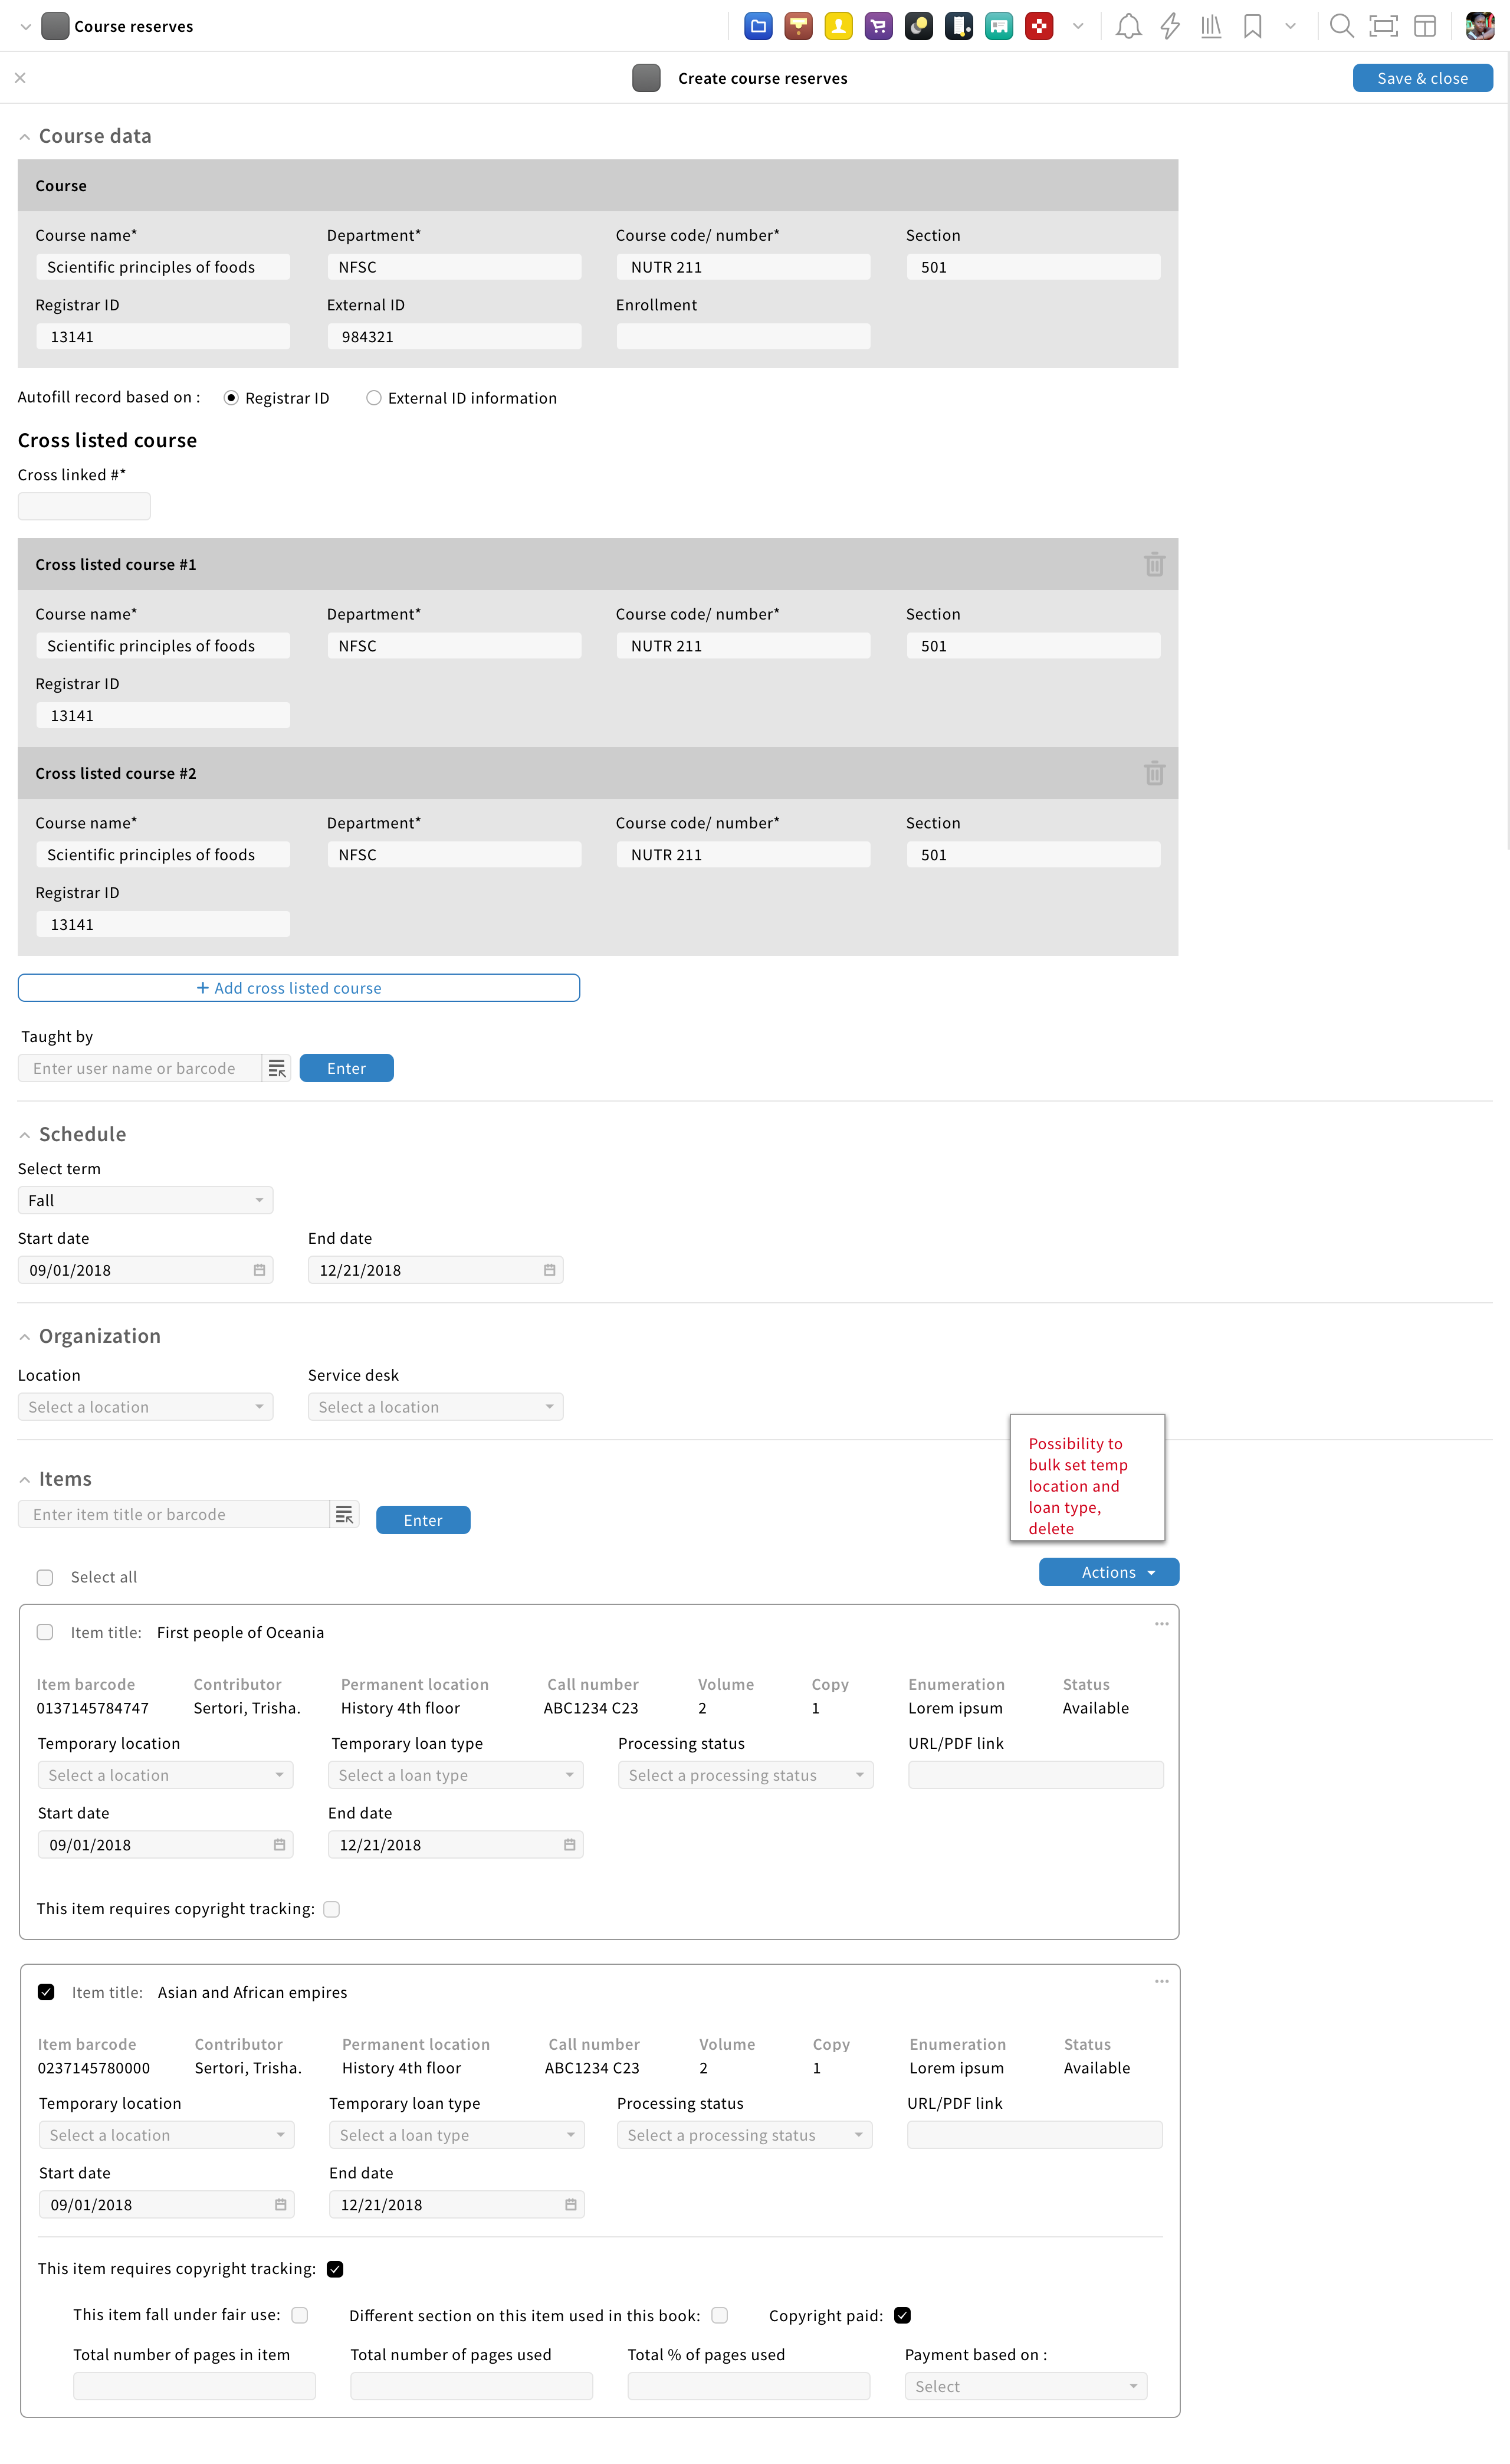 Course reserves
Create course reserves
Save & close
Course data
Course
Course name*
Department*
Course code/ number*
Section
Scientific principles of foods
NFSC
NUTR 211
501
Registrar ID
External ID
Enrollment
13141
984321
Autofill record based on :
Registrar ID
External ID information
Cross listed course
Cross linked #*
Cross listed course #1
Course name*
Department*
Course code/ number*
Section
Scientific principles of foods
NFSC
NUTR 211
501
Registrar ID
13141
Cross listed course #2
Course name*
Department*
Course code/ number*
Section
Scientific principles of foods
NFSC
NUTR 211
501
Registrar ID
13141
+ Add cross listed course
Taught by
Enter user name or barcode
Enter
Schedule
Select term
Fall
Start date
End date
09/01/2018
12/21/2018
Organization
Location
Service desk
Select a location
Select a location
Possibility to
bulk set temp
location and
loan type,
delete
Items
Enter item title or barcode
Enter
Select all
Actions
Item title: First people of Oceania
Item barcode
Contributor
Permanent location
Call number
Volume
Copy
Enumeration
Status
0137145784747
Sertori, Trisha.
History 4th floor
ABC1234 C23
2
1
Lorem ipsum
Available
Temporary location
Temporary loan type
Processing status
URL/PDF link
Select a location
Select a loan type
Select a processing status
Start date
End date
09/01/2018
12/21/2018
This item requires copyright tracking:
Item title: Asian and African empires
Item barcode
Contributor
Permanent location
Call number
Volume
Copy
Enumeration
Status
0237145780000
Sertori, Trisha.
History 4th floor
ABC1234 C23
2
1
Lorem ipsum
Available
Temporary location
Temporary loan type
Processing status
URL/PDF link
Select a location
Select a loan type
Select a processing status
Start date
End date
09/01/2018
12/21/2018
This item requires copyright tracking:
This item fall under fair use:
Different section on this item used in this book:
Copyright paid:
Total number of pages in item
Total number of pages used
Total % of pages used
Payment based on :
Select